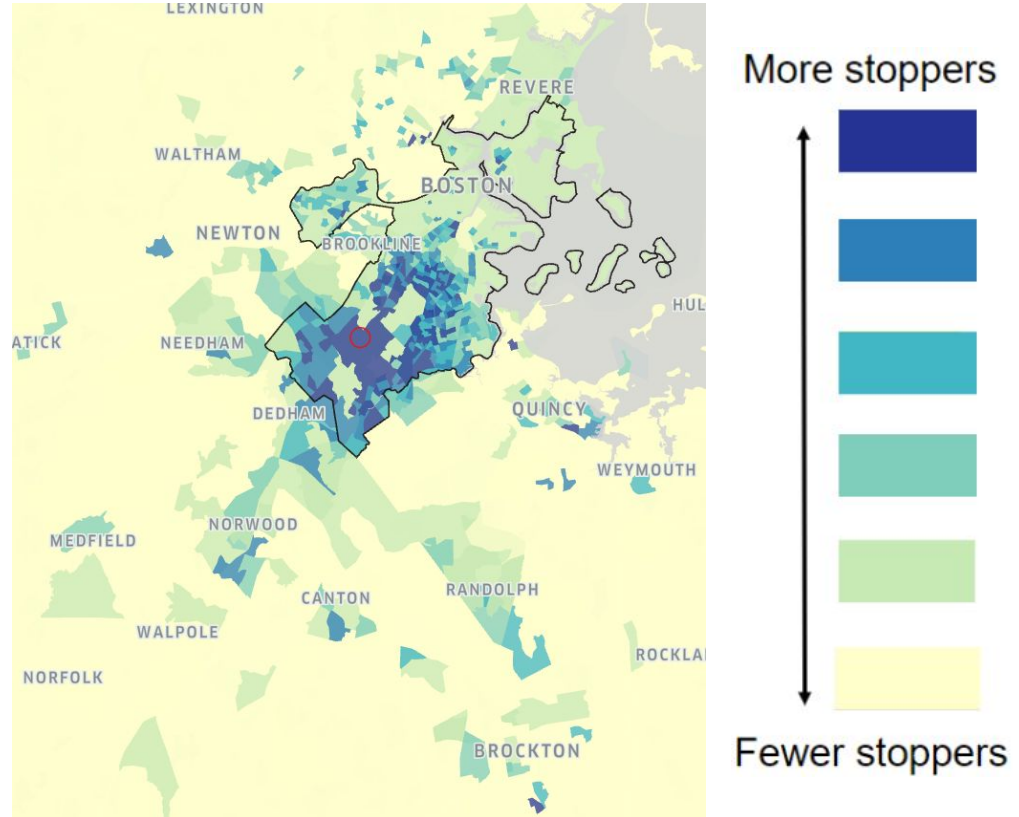 LEXINGTON
REVERE
WALTHAM
BOSTON
NEWTON
BROOKLINE
HUL
ATICK
NEEDHAM
DEDHAM
QUINCY
WEYMOUTH
NORWOOD
MEDFIELD
RANDOLPH
CANTON
WALPOLE
ROCKLA
NORFOLK
BROCKTON
More stoppers
Fewer stoppers